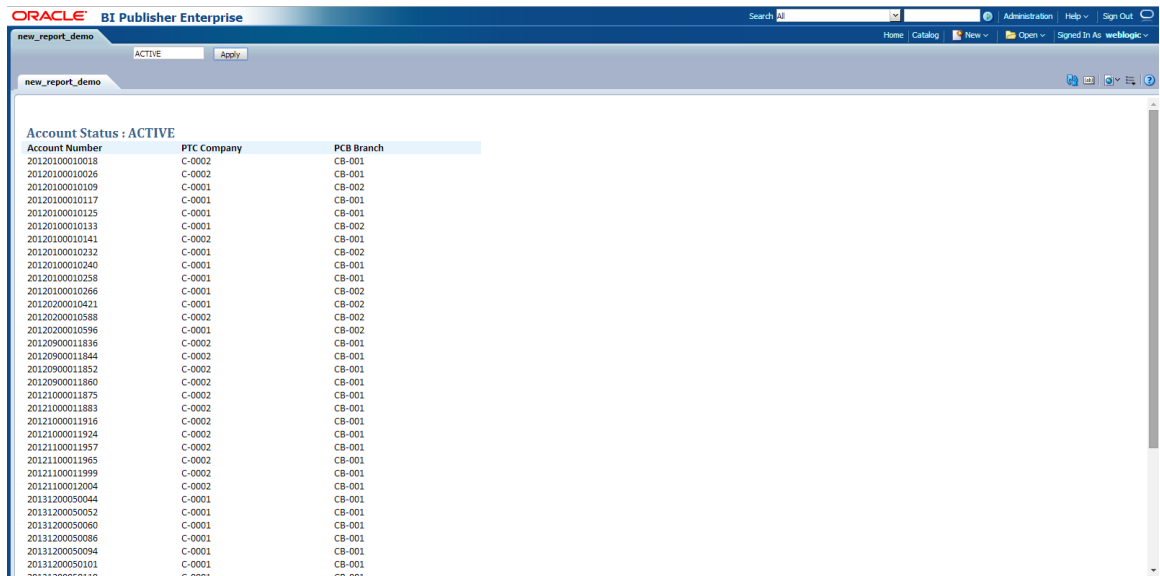 ORACLE' BI Publisher Enterprise Search All Administration Help Sign Out
new_report_demo Home Catalog New Open Signed In As weblogic
ACTIVE Apply
new_report_demo
Account Status : ACTIVE
Account Number PTC Company PCB Branch
20120100010018 C-0002 CB-001
20120100010026 C-0002 CB-001
20120100010109 C-0001 CB-002
20120100010117 C-0001 CB-001
20120100010125 C-0001 CB-001
20120100010133 C-0001 CB-002
20120100010141 C-0002 CB-001
20120100010232 C-0001 CB-002
20120100010240 C-0001 CB-001
20120100010258 C-0001 CB-001
20120100010266 C-0001 CB-002
20120200010421 C-0001 CB-002
20120200010588 C-0002 CB-002
20120200010596 C-0001 CB-002
20120900011836 C-0002 CB-001
20120900011844 C-0002 CB-001
20120900011852 C-0002 CB-001
20120900011860 C-0002 CB-001
20121000011875 C-0002 CB-001
20121000011883 C-0002 CB-001
20121000011916 C-0002 CB-001
20121000011924 C-0002 CB-001
20121100011957 C-0002 CB-001
20121100011965 C-0002 CB-001
20121100011999 C-0002 CB-001
20121100012004 C-0002 CB-001
20131200050044 C-0001 CB-001
20131200050052 C-0001 CB-001
20131200050060 C-0001 CB-001
20131200050086 C-0001 CB-001
20131200050094 C-0001 CB-001
20131200050101 C-0001 CB-001